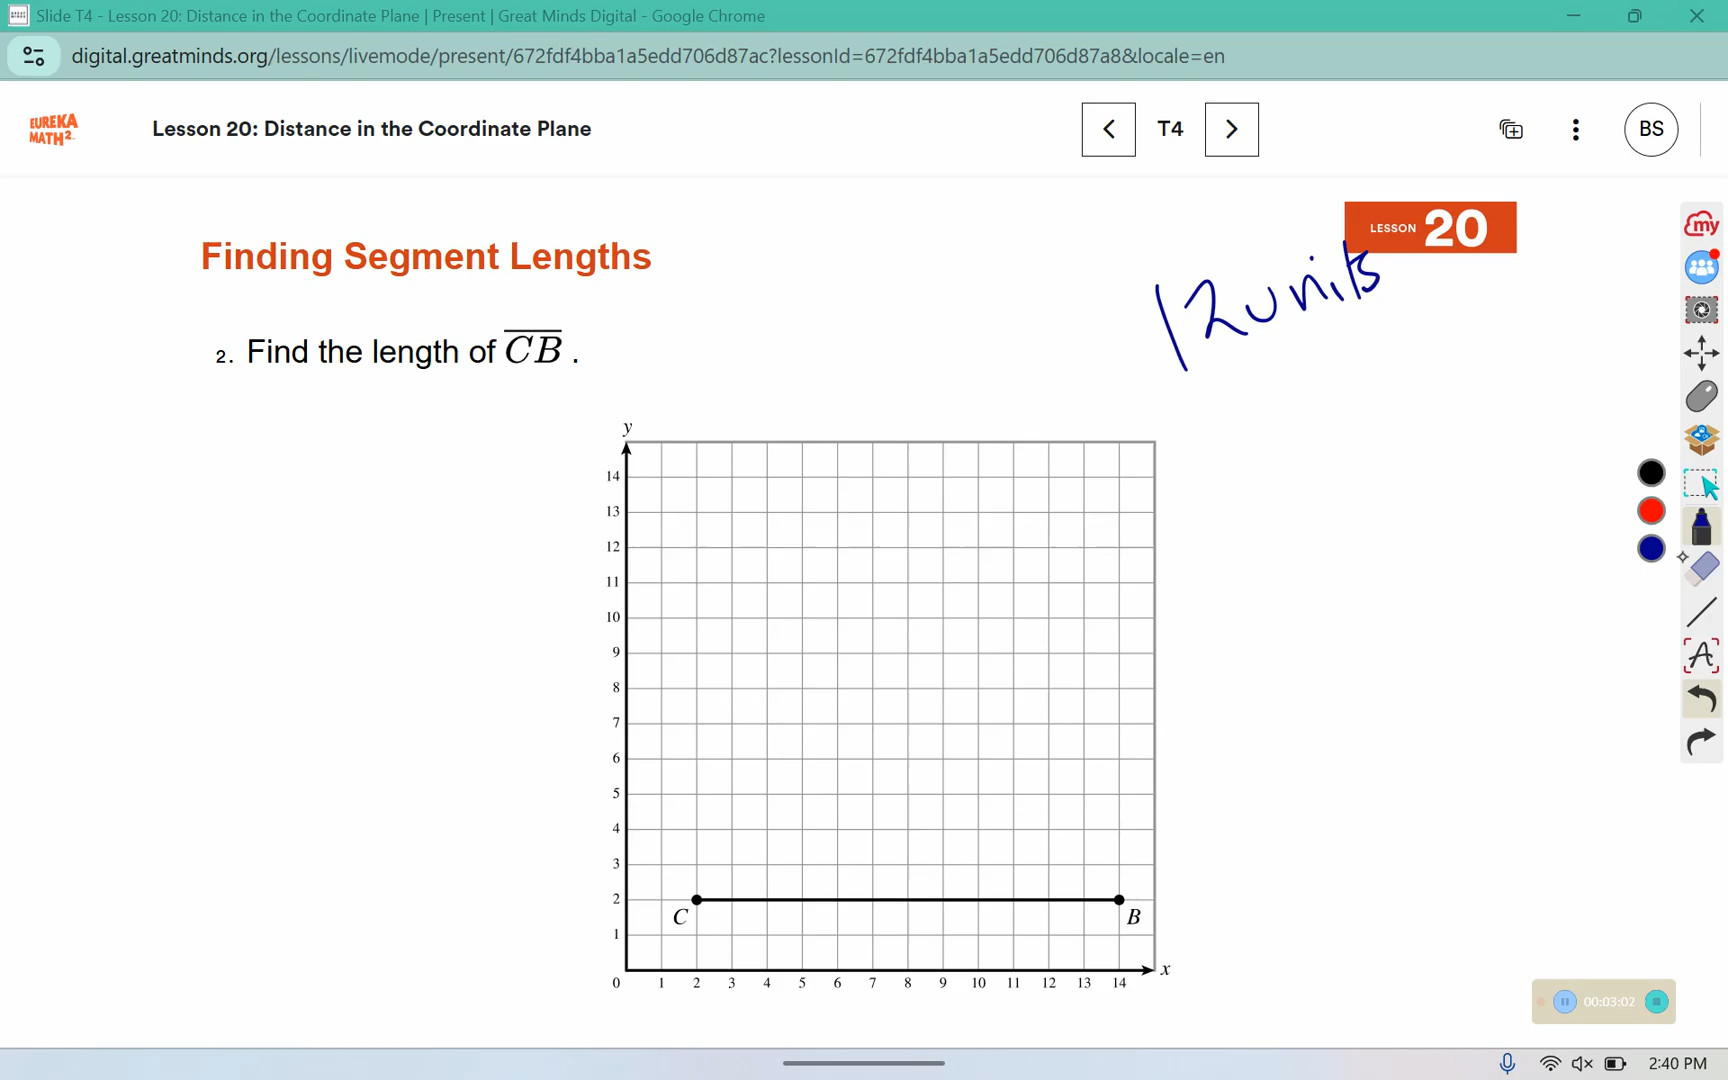 Slide T4 - Lesson 20: Distance in the Coordinate Plane | Present | Great Minds Digital - Google Chrome
digital.greatminds.org/lessons/livemode/present/672fdf4bba1a5edd706d87ac?lessonId=672fdf4bba1a5edd706d87a8&locale=en
EUREKA
MATH²
Lesson 20: Distance in the Coordinate Plane
T4
BS
LESSON 20
my
Finding Segment Lengths
12 units
2. Find the length of CB .
y
14
13
12
11
10
9
8
7
6
5
4
3
2
C
B
1
x
0 1 2 3 4 5 6 7 8 9 10 11 12 13 14
A
00:03:02
2:40 PM